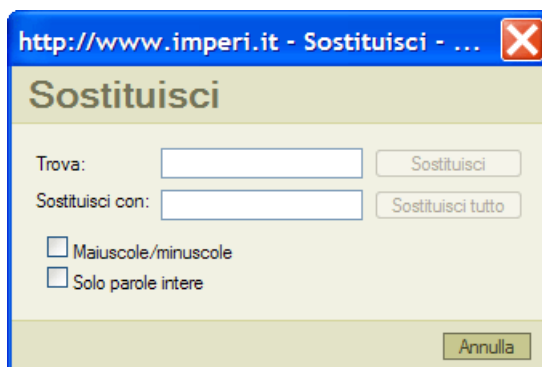 http://www.imperi.it - Sostituisci - ...
Sostituisci
Trova: Sostituisci
Sostituisci con: Sostituisci tutto
Maiuscole/minuscole
Solo parole intere
Annulla